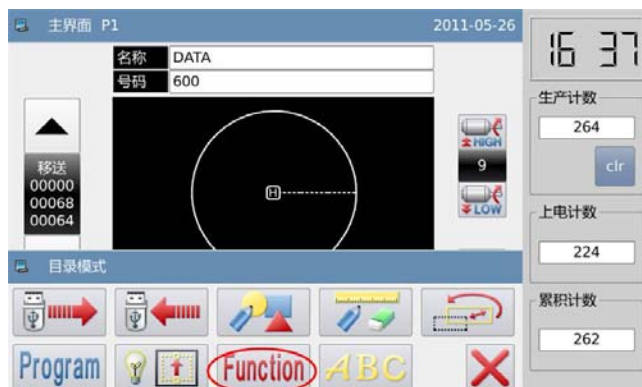 主界面 P1
2011-05-26
名称 DATA
号码 600
移送
00000
00068
00064
H
HIGH
9
LOW
16 37
生产计数
264
clr
上电计数
224
累积计数
262
目录模式
Program
Function
ABC